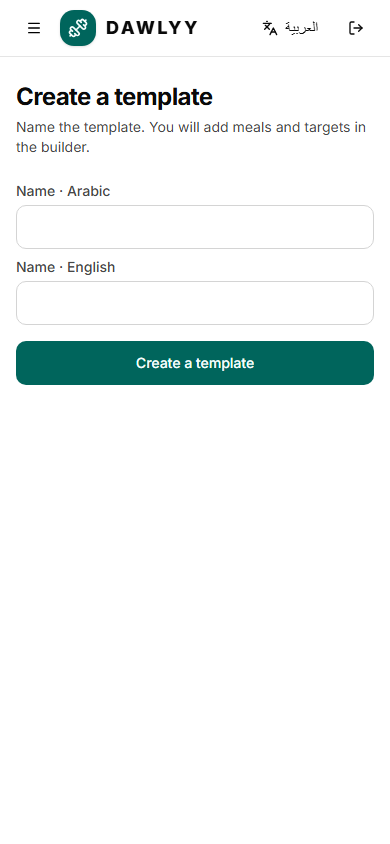 DAWLYY
العربية
Create a template
Name the template. You will add meals and targets in
the builder.
Name · Arabic
Name · English
Create a template